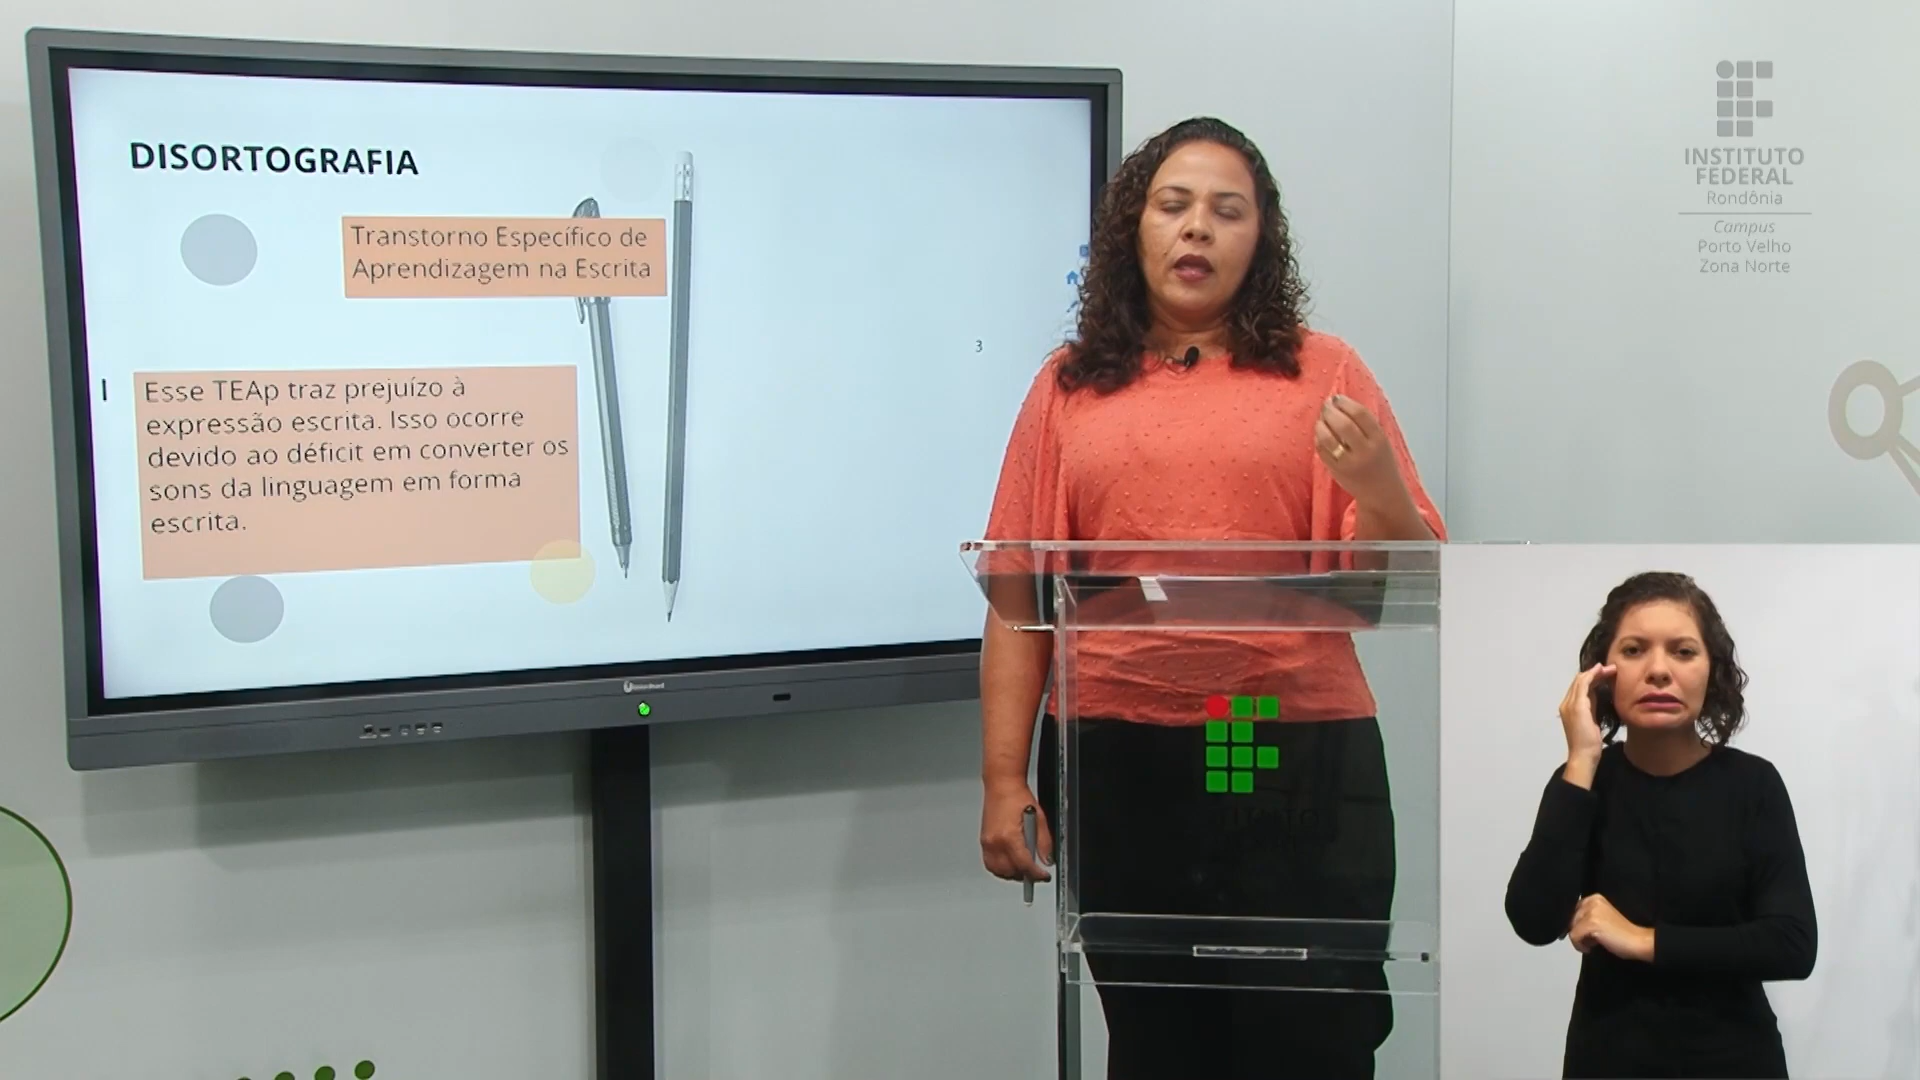 DISORTOGRAFIA
Transtorno Específico de
Aprendizagem na Escrita
3
Esse TEAp traz prejuízo à
expressão escrita. Isso ocorre
devido ao déficit em converter os
sons da linguagem em forma
escrita.
INSTITUTO
FEDERAL
Rondônia
Campus
Porto Velho
Zona Norte